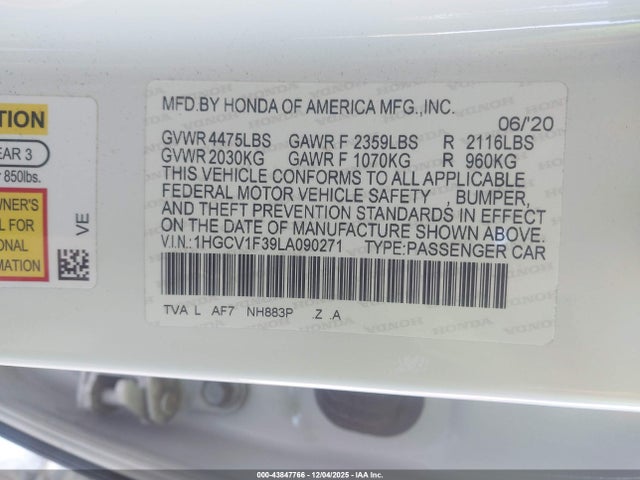 TION
EAR 3
r 850lbs.
WNER'S
L FOR
ONAL
RMATION
VE
MFD.BY HONDA OF AMERICA MFG.,INC.
06/'20
GVWR 4475LBS GAWR F 2359LBS R 2116LBS
GVWR 2030KG GAWR F 1070KG R 960KG
THIS VEHICLE CONFORMS TO ALL APPLICABLE
FEDERAL MOTOR VEHICLE SAFETY , BUMPER,
AND THEFT PREVENTION STANDARDS IN EFFECT
ON THE DATE OF MANUFACTURE SHOWN ABOVE.
V.I.N.:1HGCV1F39LA090271 TYPE:PASSENGER CAR
TVA L AF7 NH883P .Z .A
000-43847766 - 12/04/2025 - IAAI Inc.